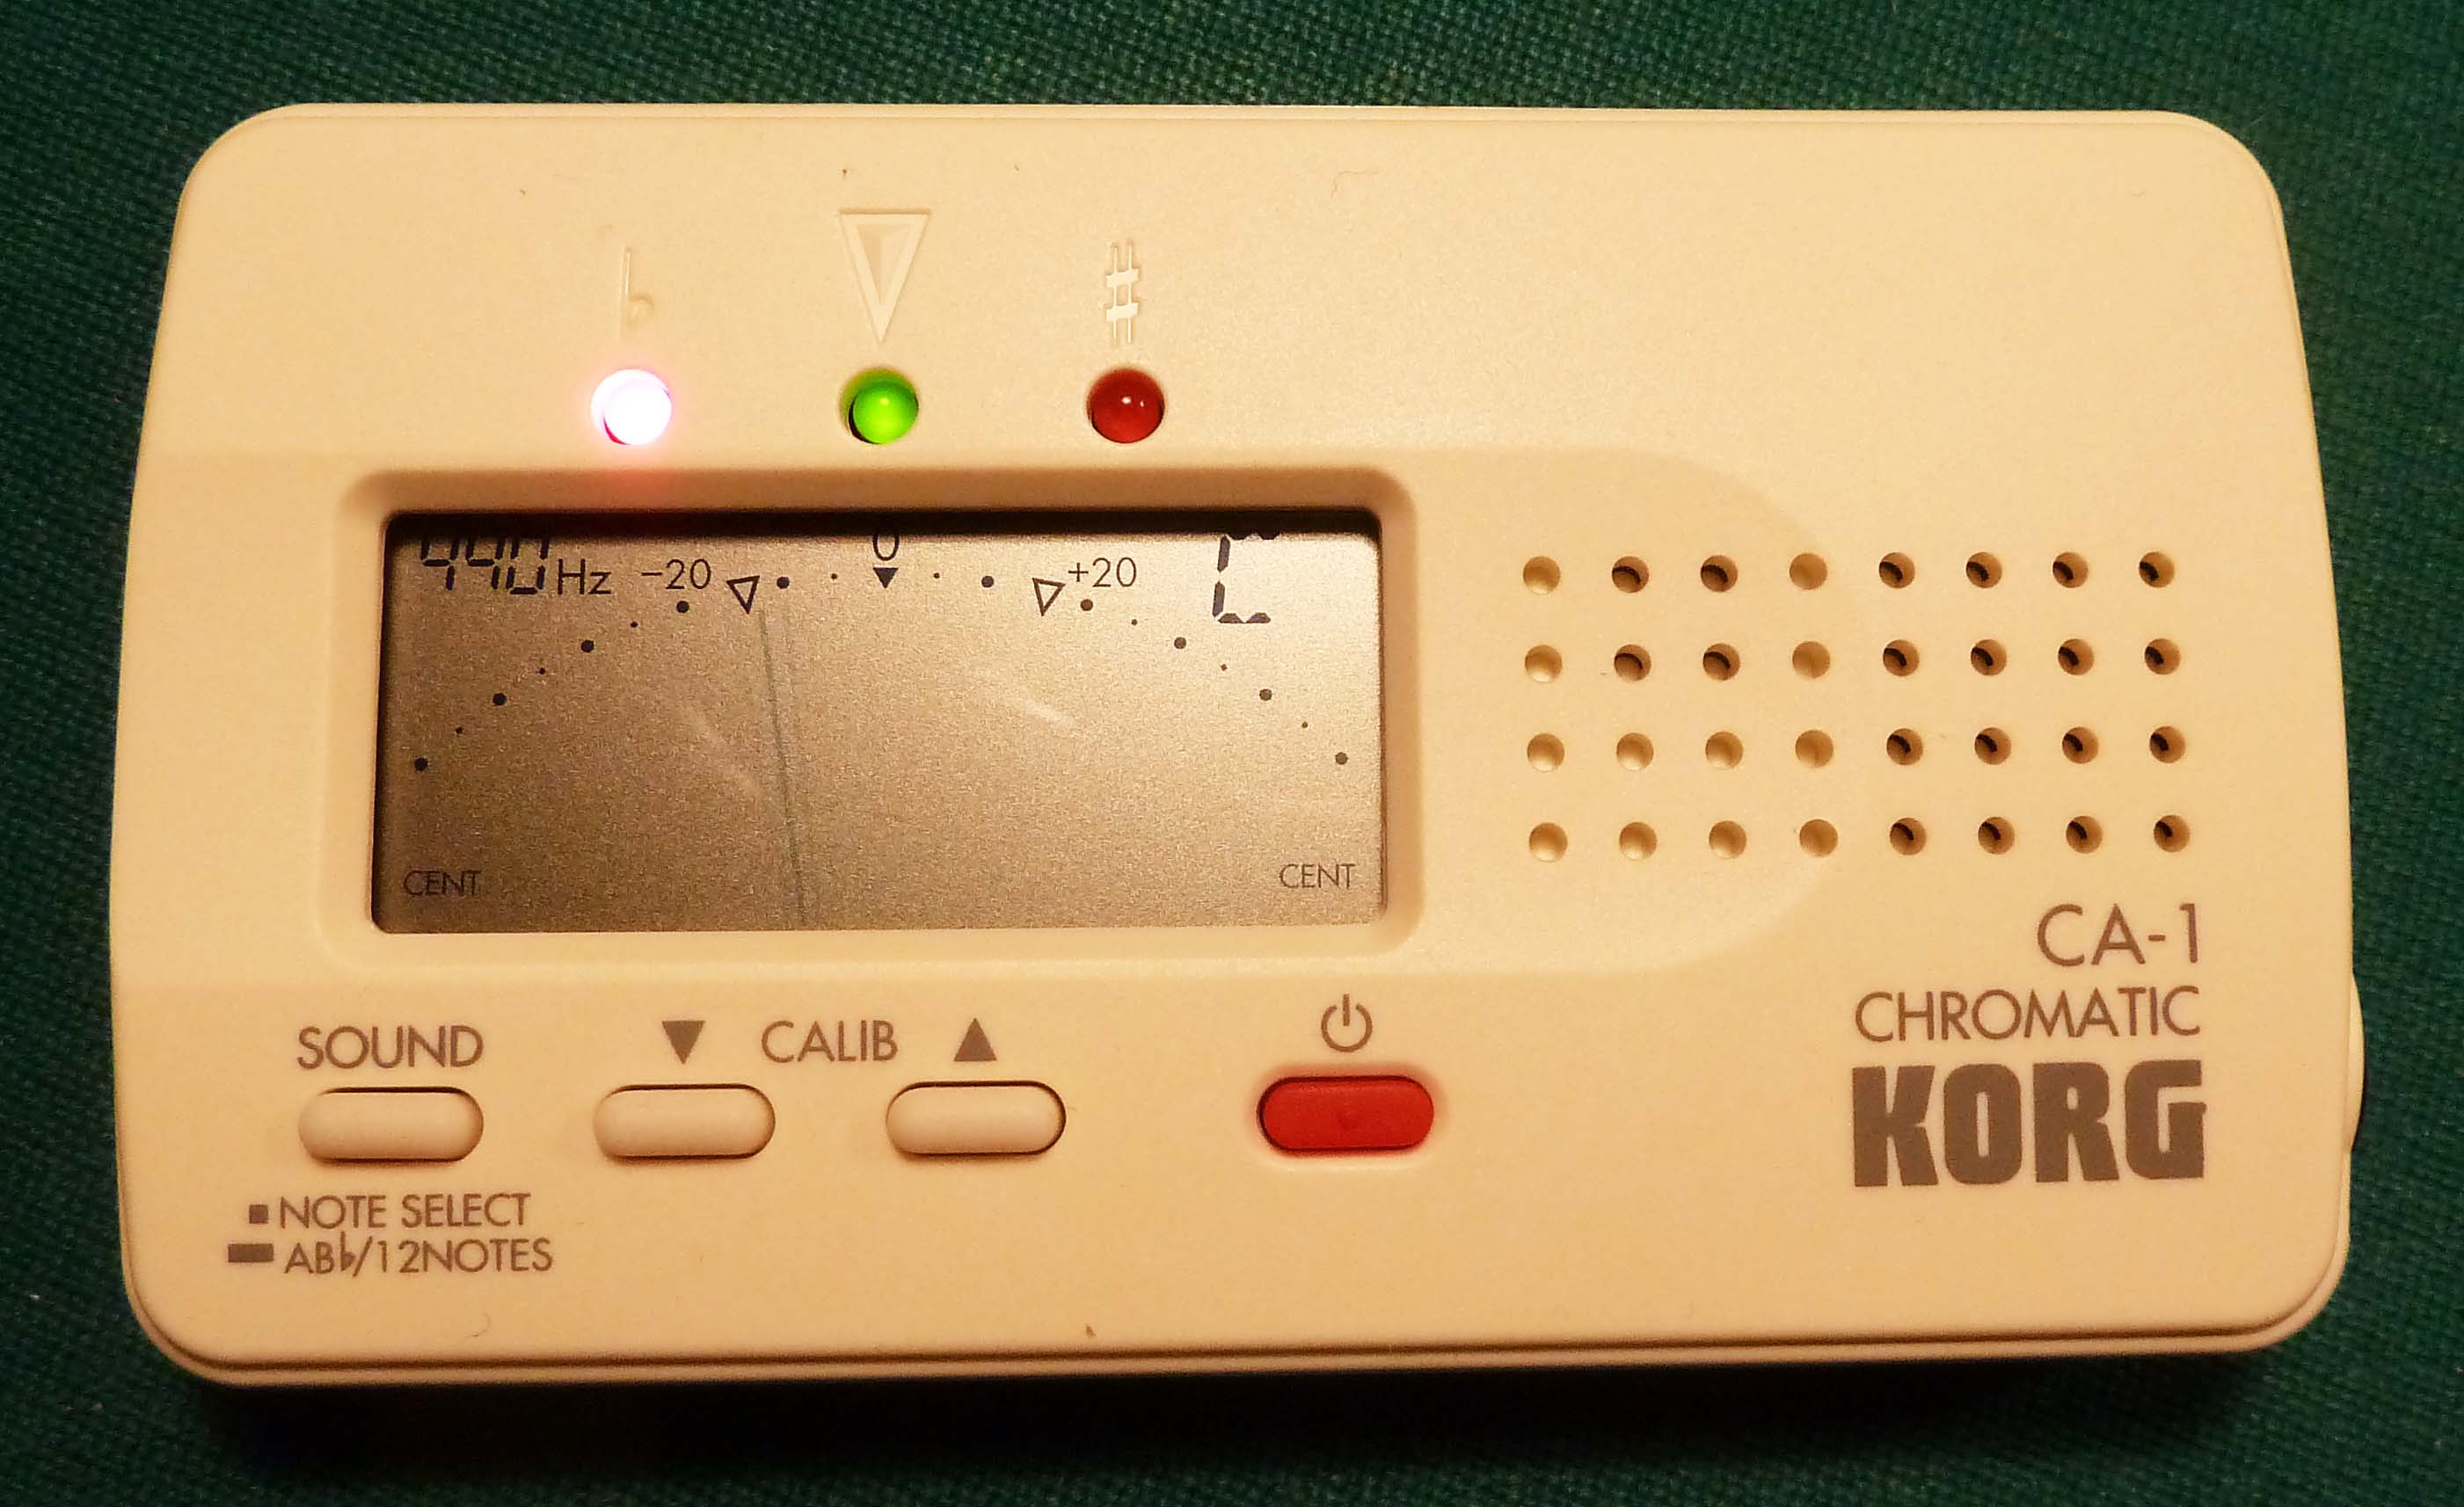 440 Hz -20 0 +20 C
CENT CENT
SOUND ▼ CALIB ▲
■ NOTE SELECT
▬ AB♭/12NOTES
CA-1
CHROMATIC
KORG